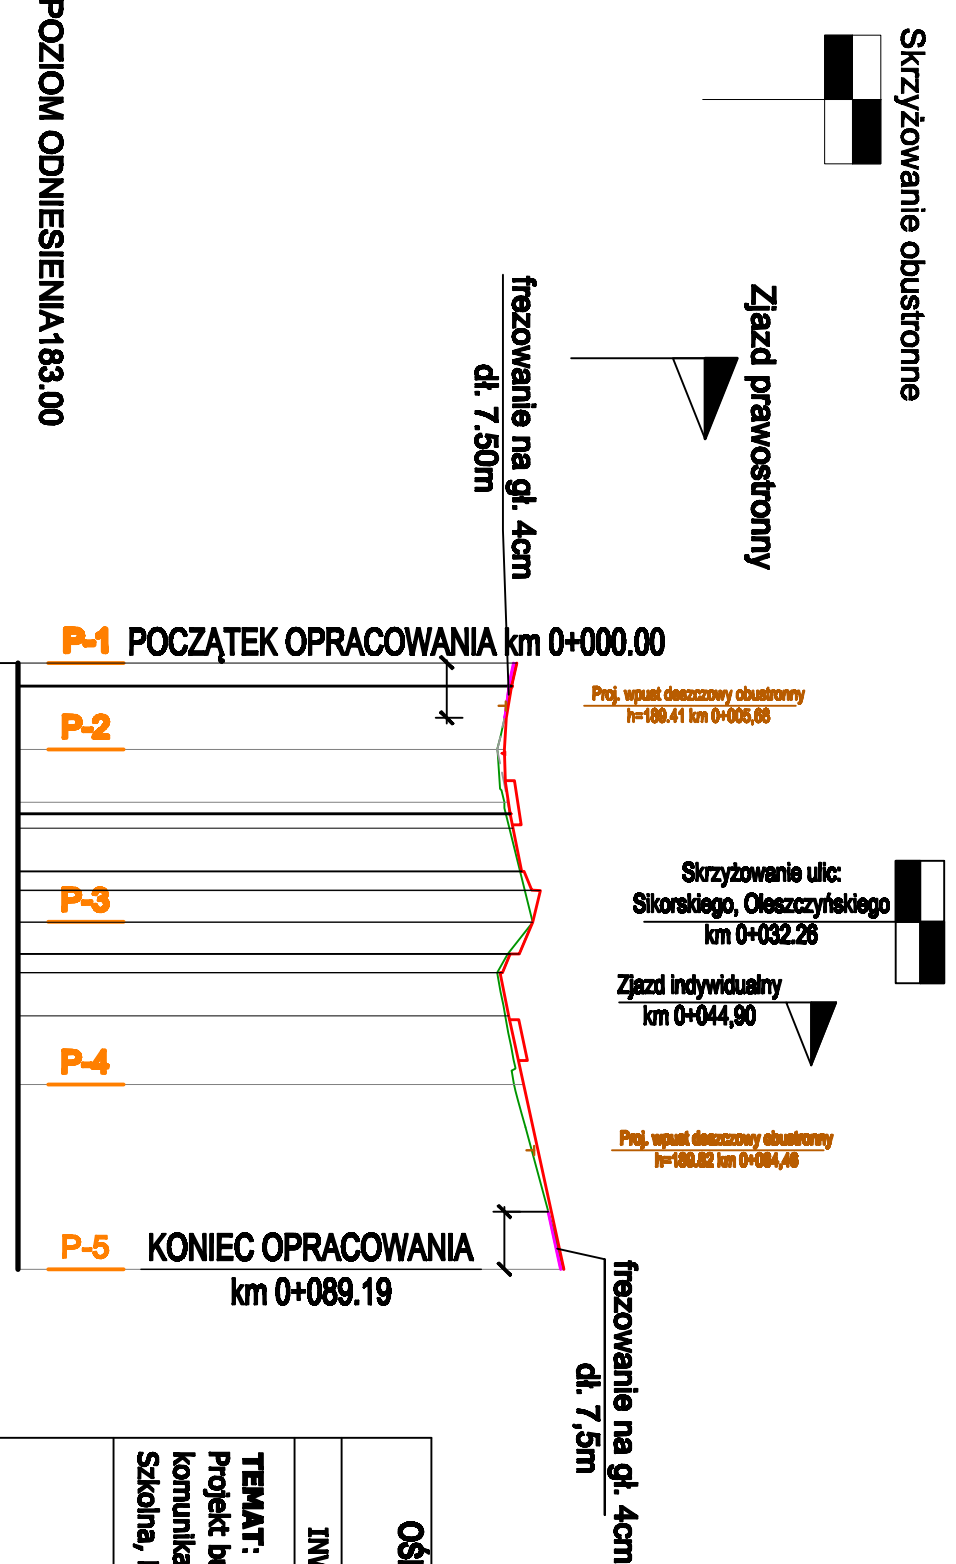 Skrzyżowanie obustronne
Zjazd prawostronny
frezowanie na gł. 4cm
dł. 7.50m
POZIOM ODNIESIENIA183.00
P-1 POCZĄTEK OPRACOWANIA km 0+000.00
Proj. wpust deszczowy obustronny
h=189.41 km 0+005,68
P-2
Skrzyżowanie ulic:
Sikorskiego, Oleszczyńskiego
km 0+032.26
P-3
Zjazd indywidualny
km 0+044,90
P-4
Proj. wpust deszczowy obustronny
h=189.82 km 0+084,46
P-5 KONIEC OPRACOWANIA
km 0+089.19
frezowanie na gł. 4cm
dł. 7,5m
TEMAT:
Projekt
komunika
Szkolna,